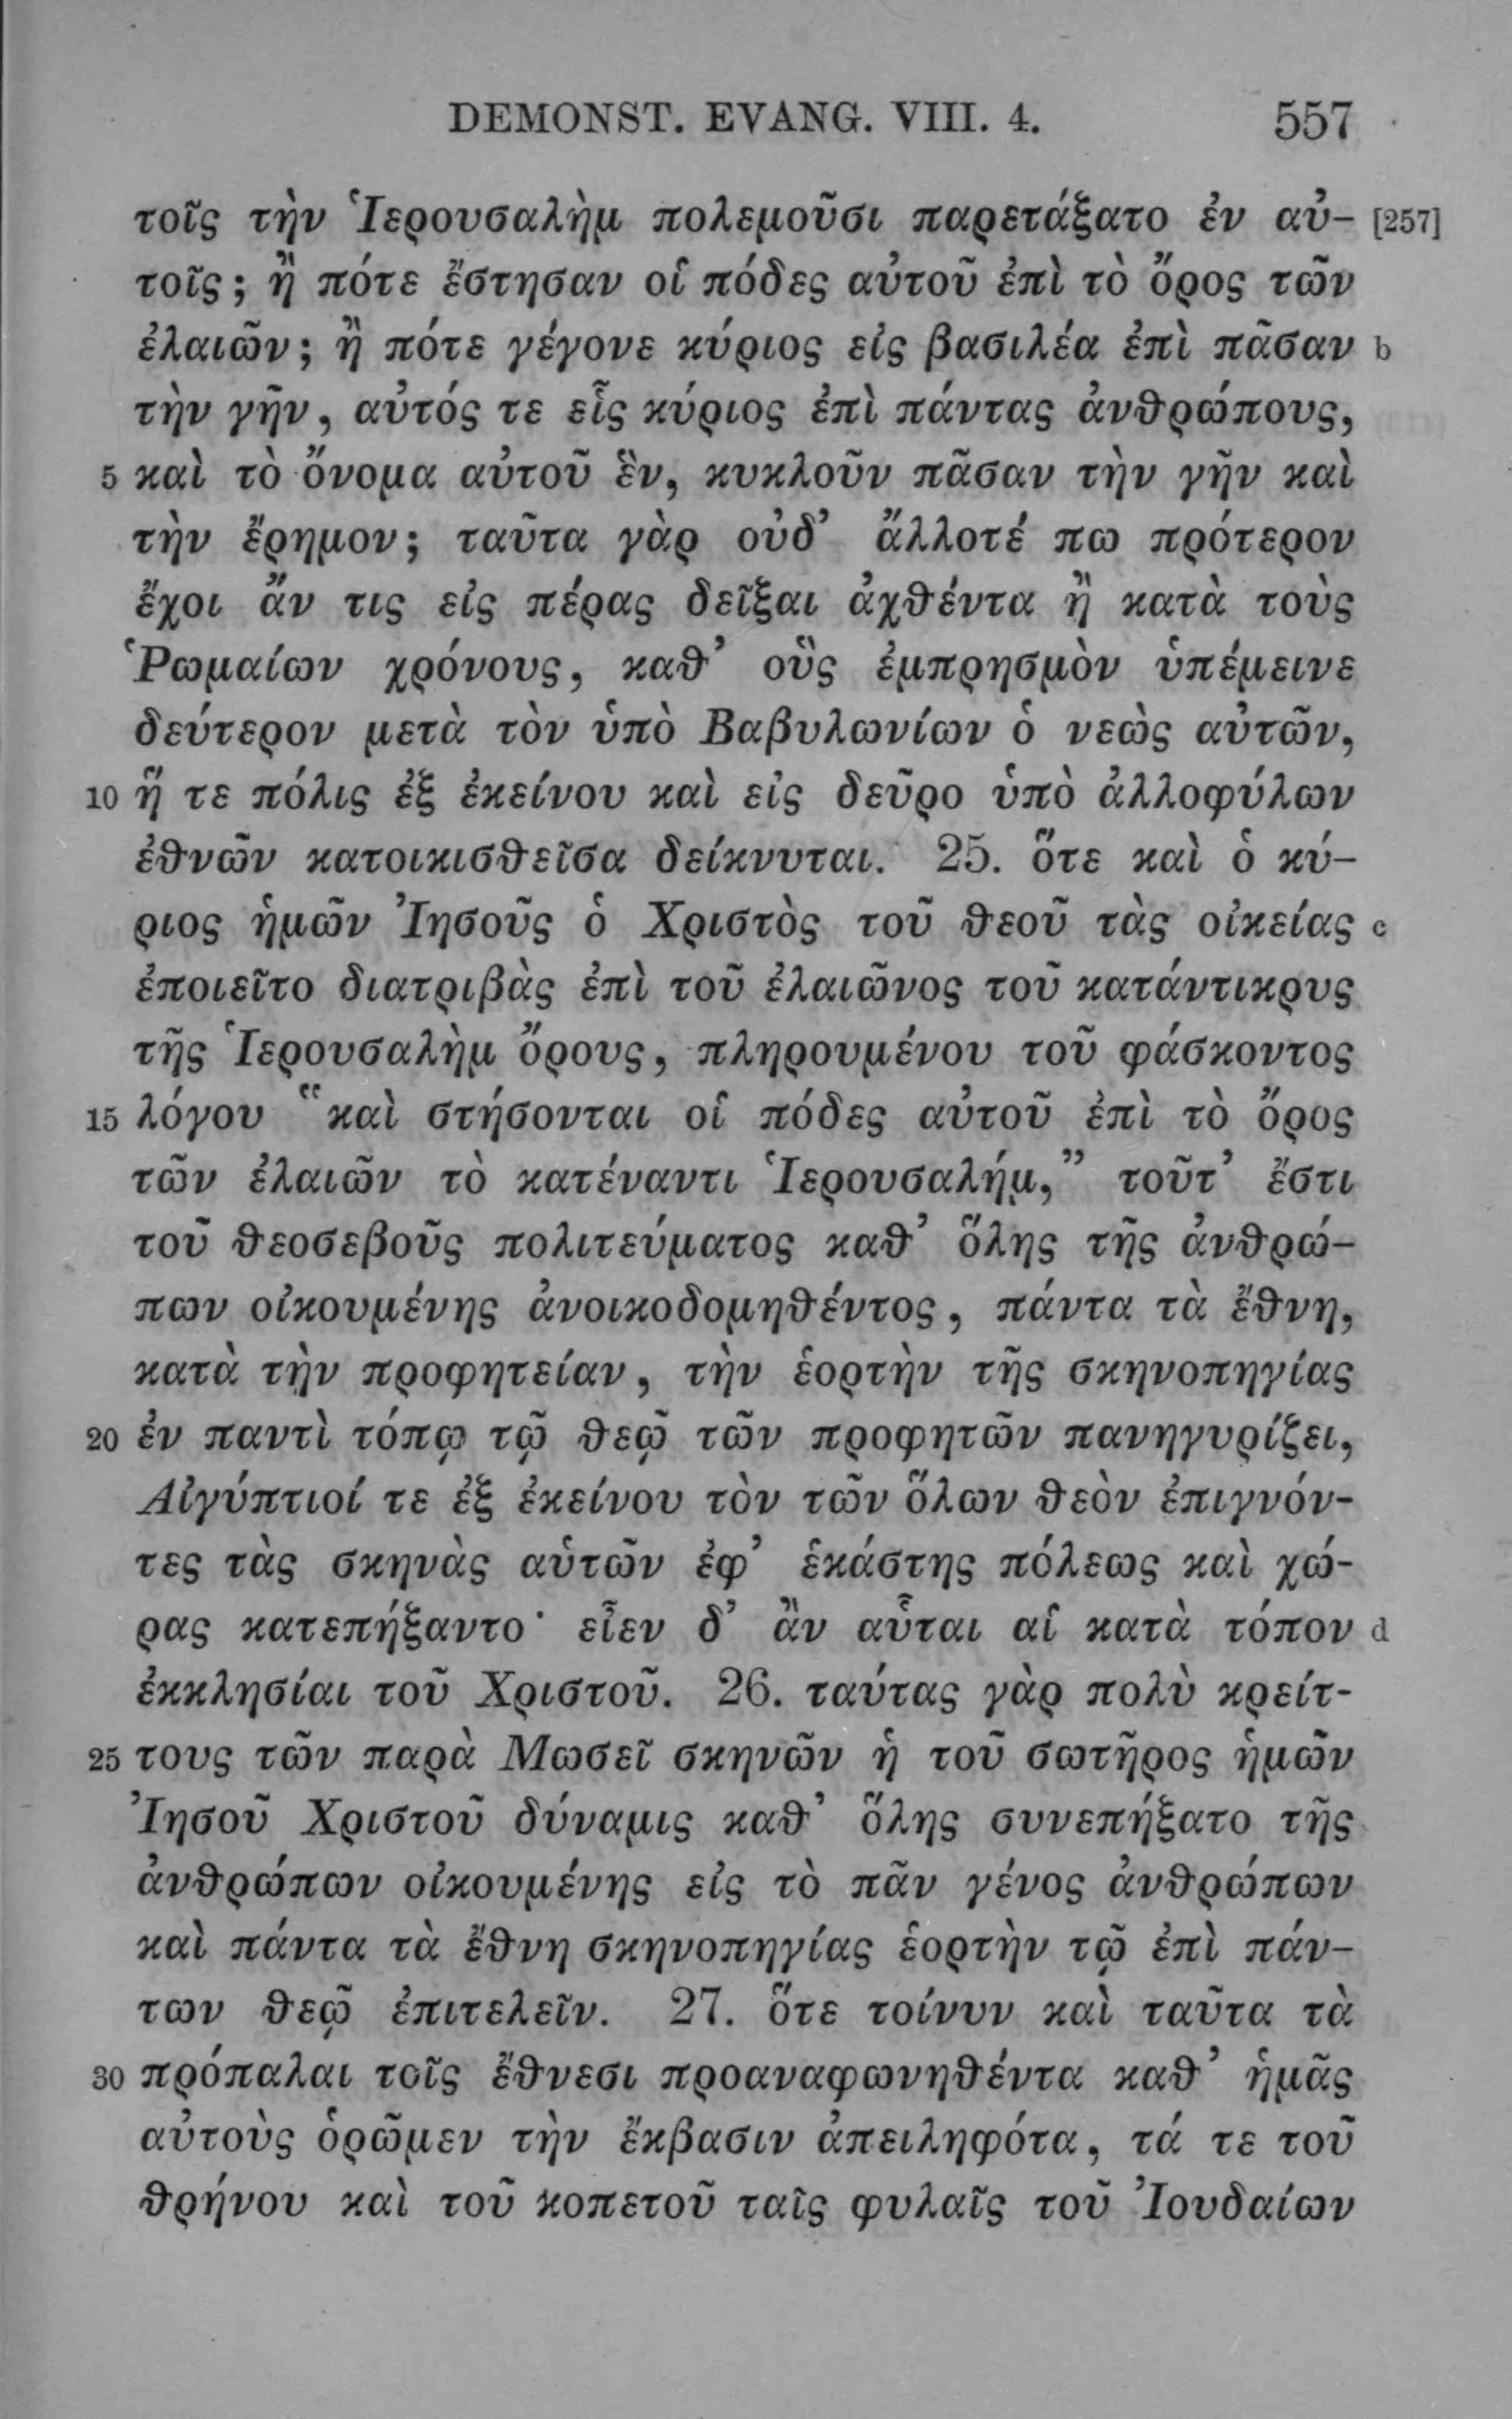 DEMONST. EVANG. VIII. 4. 557
τοῖς τὴν Ἱερουσαλὴμ πολεμοῦσι παρετάξατο ἐν αὐ- [257]
τοῖς; ἢ πότε ἔστησαν οἱ πόδες αὐτοῦ ἐπὶ τὸ ὄρος τῶν
ἐλαιῶν; ἢ πότε γέγονε κύριος εἰς βασιλέα ἐπὶ πᾶσαν b
τὴν γῆν, αὐτός τε εἷς κύριος ἐπὶ πάντας ἀνθρώπους,
5 καὶ τὸ ὄνομα αὐτοῦ ἓν, κυκλοῦν πᾶσαν τὴν γῆν καὶ
τὴν ἔρημον; ταῦτα γὰρ οὐδ’ ἄλλοτέ πω πρότερον
ἔχοι ἄν τις εἰς πέρας δεῖξαι ἀχθέντα ἢ κατὰ τοὺς
Ῥωμαίων χρόνους, καθ’ οὓς ἐμπρησμὸν ὑπέμεινε
δεύτερον μετὰ τὸν ὑπὸ Βαβυλωνίων ὁ νεὼς αὐτῶν,
10 ἥ τε πόλις ἐξ ἐκείνου καὶ εἰς δεῦρο ὑπὸ ἀλλοφύλων
ἐθνῶν κατοικισθεῖσα δείκνυται. 25. ὅτε καὶ ὁ κύ-
ριος ἡμῶν Ἰησοῦς ὁ Χριστὸς τοῦ θεοῦ τὰς οἰκείας c
ἐποιεῖτο διατριβὰς ἐπὶ τοῦ ἐλαιῶνος τοῦ κατάντικρυς
τῆς Ἱερουσαλὴμ ὄρους, πληρουμένου τοῦ φάσκοντος
15 λόγου “καὶ στήσονται οἱ πόδες αὐτοῦ ἐπὶ τὸ ὄρος
τῶν ἐλαιῶν τὸ κατέναντι Ἱερουσαλήμ,” τοῦτ’ ἔστι
τοῦ θεοσεβοῦς πολιτεύματος καθ’ ὅλης τῆς ἀνθρώ-
πων οἰκουμένης ἀνοικοδομηθέντος, πάντα τὰ ἔθνη,
κατὰ τὴν προφητείαν, τὴν ἑορτὴν τῆς σκηνοπηγίας
20 ἐν παντὶ τόπῳ τῷ θεῷ τῶν προφητῶν πανηγυρίζει,
Αἰγύπτιοί τε ἐξ ἐκείνου τὸν τῶν ὅλων θεὸν ἐπιγνόν-
τες τὰς σκηνὰς αὑτῶν ἐφ’ ἑκάστης πόλεως καὶ χώ-
ρας κατεπήξαντο· εἶεν δ’ ἂν αὗται αἱ κατὰ τόπον d
ἐκκλησίαι τοῦ Χριστοῦ. 26. ταύτας γὰρ πολὺ κρείτ-
25 τους τῶν παρὰ Μωσεῖ σκηνῶν ἡ τοῦ σωτῆρος ἡμῶν
Ἰησοῦ Χριστοῦ δύναμις καθ’ ὅλης συνεπήξατο τῆς
ἀνθρώπων οἰκουμένης εἰς τὸ πᾶν γένος ἀνθρώπων
καὶ πάντα τὰ ἔθνη σκηνοπηγίας ἑορτὴν τῷ ἐπὶ πάν-
των θεῷ ἐπιτελεῖν. 27. ὅτε τοίνυν καὶ ταῦτα τὰ
30 πρόπαλαι τοῖς ἔθνεσι προαναφωνηθέντα καθ’ ἡμᾶς
αὐτοὺς ὁρῶμεν τὴν ἔκβασιν ἀπειληφότα, τά τε τοῦ
θρήνου καὶ τοῦ κοπετοῦ ταῖς φυλαῖς τοῦ Ἰουδαίων